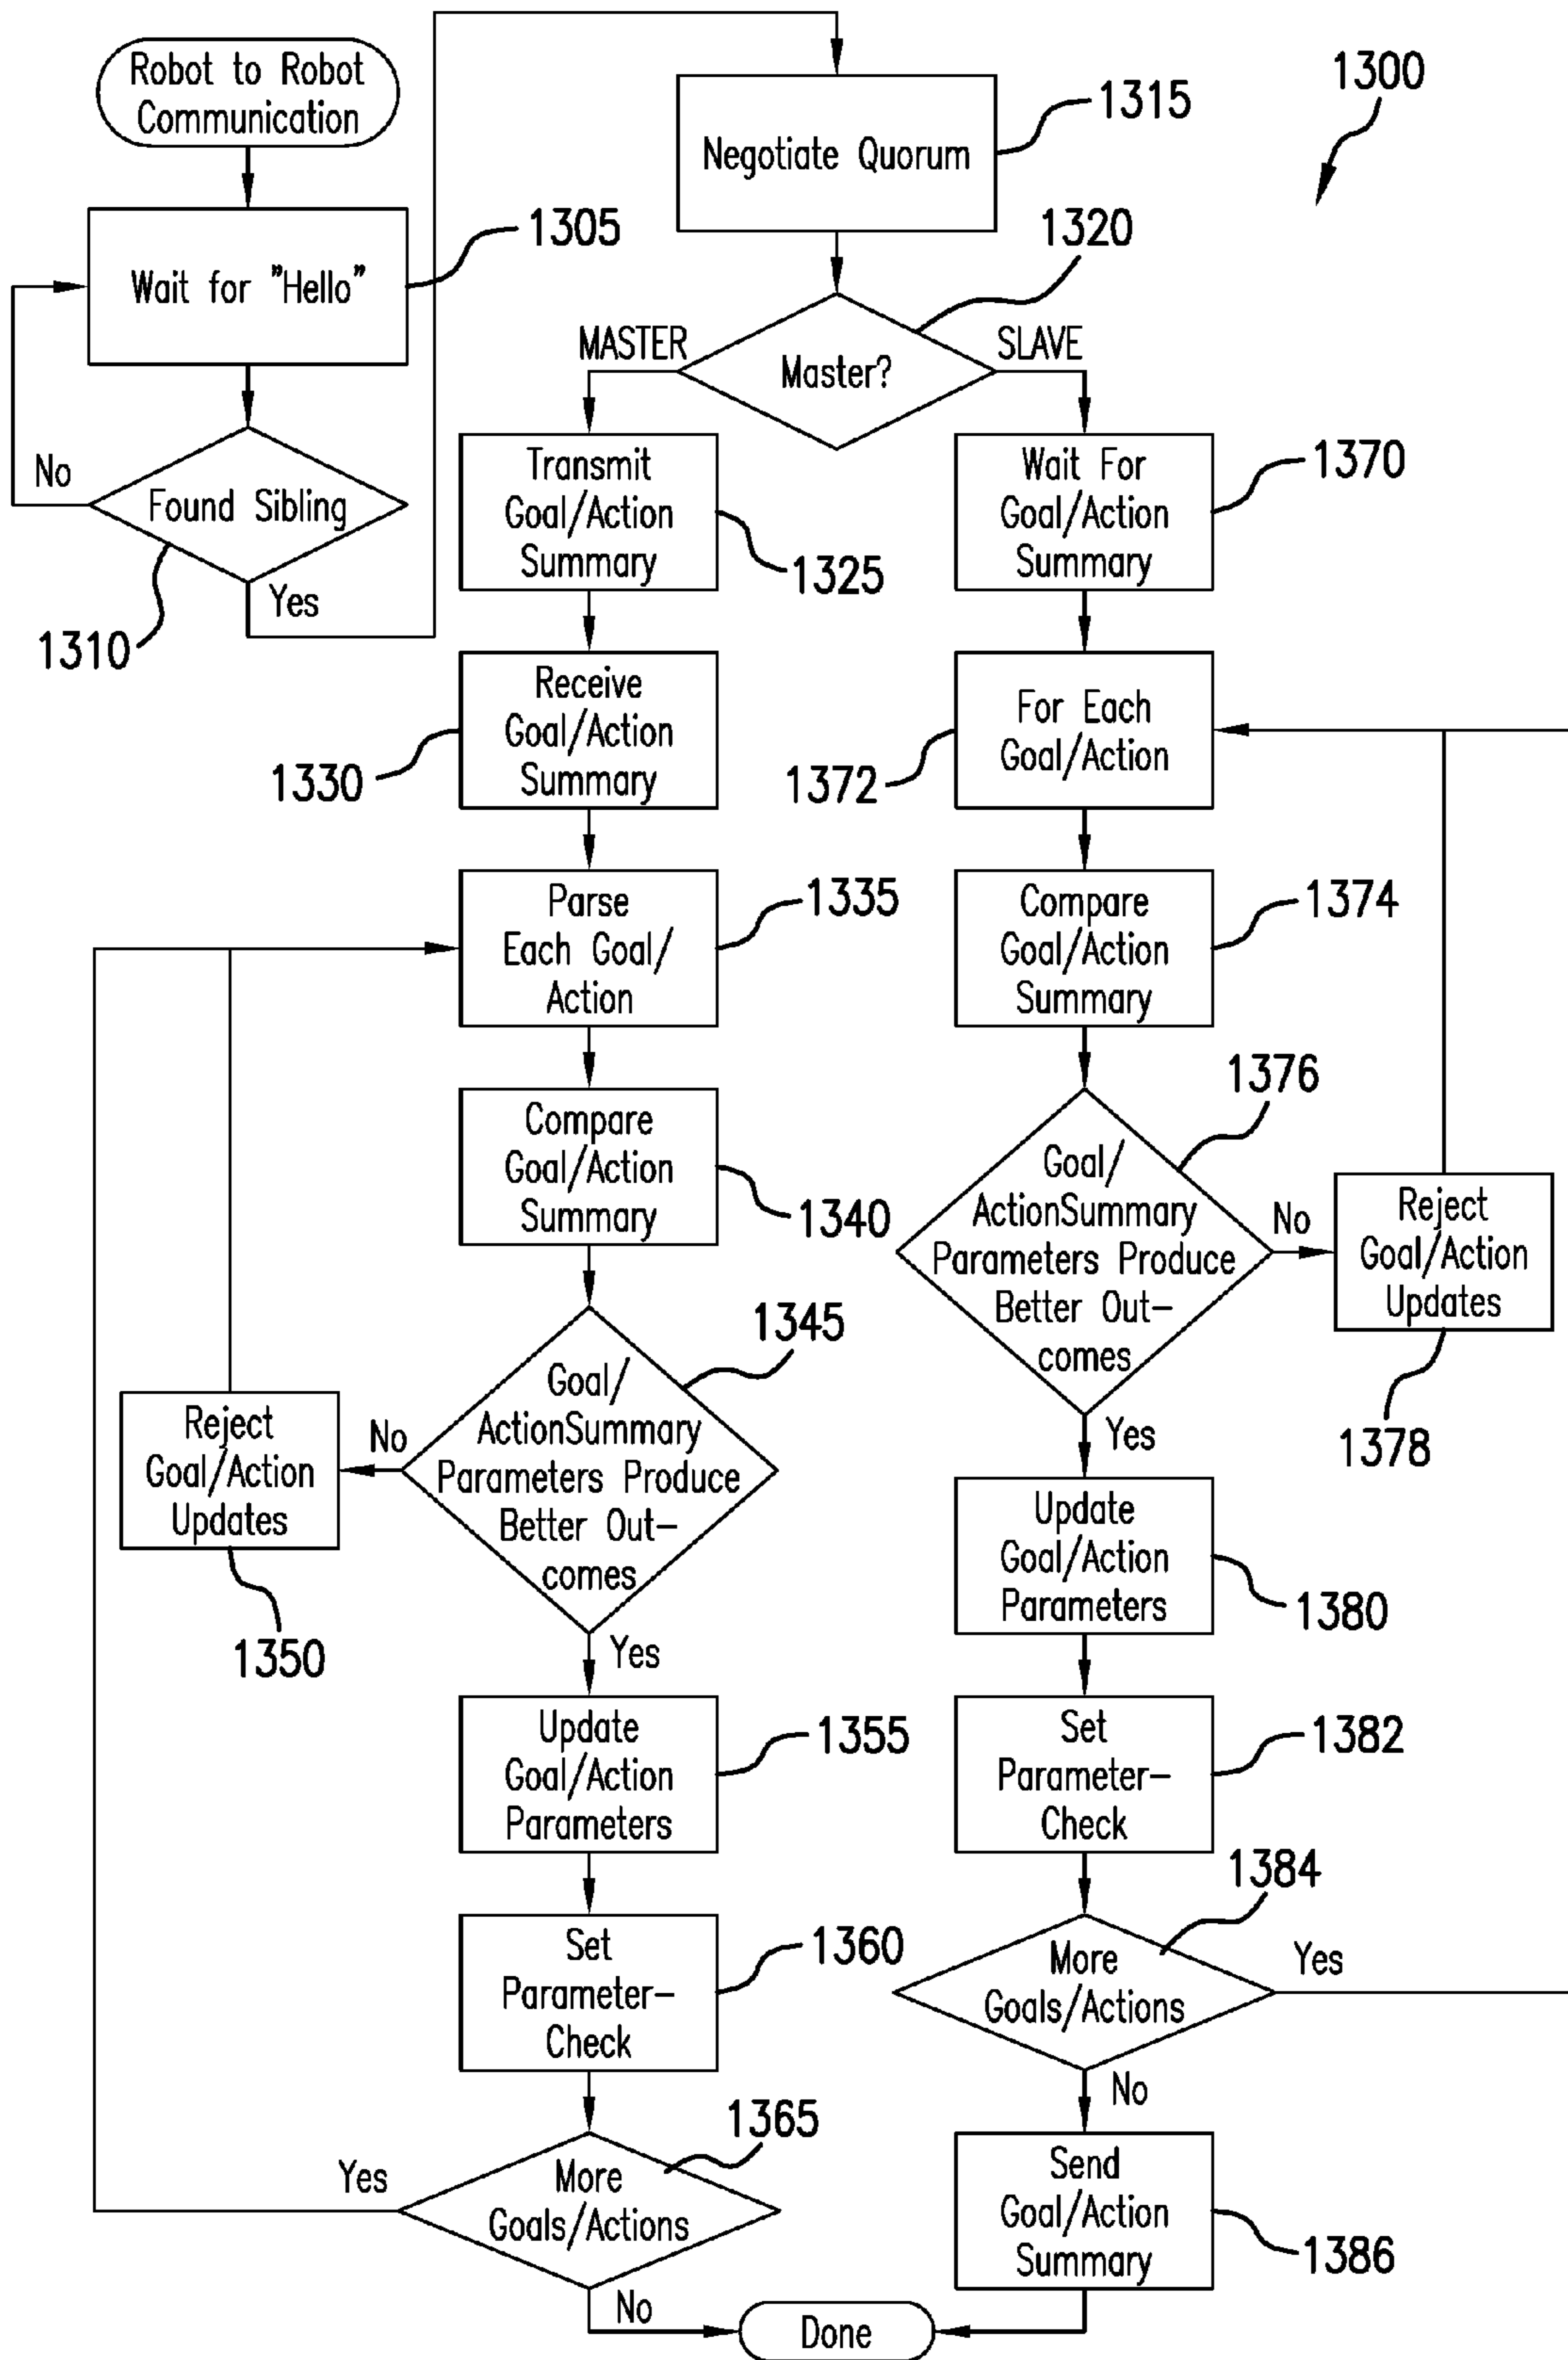 Robot to Robot
Communication
1300
1315
Negotiate Quorum
1305
Wait for "Hello"
1320
MASTER
SLAVE
Master?
No
Found Sibling
Yes
1310
Transmit
Goal/Action
Summary
1325
Wait For
Goal/Action
Summary
1370
Receive
Goal/Action
Summary
1330
For Each
Goal/Action
1372
Parse
Each Goal/
Action
1335
Compare
Goal/Action
Summary
1374
Compare
Goal/Action
Summary
1340
1376
Goal/
ActionSummary
Parameters Produce
Better Out-
comes
No
Reject
Goal/Action
Updates
1378
1345
Goal/
ActionSummary
Parameters Produce
Better Out-
comes
No
Reject
Goal/Action
Updates
1350
Yes
Yes
Update
Goal/Action
Parameters
1380
Update
Goal/Action
Parameters
1355
Set
Parameter-
Check
1382
Set
Parameter-
Check
1360
1384
More
Goals/Actions
Yes
No
1365
More
Goals/Actions
Yes
No
Send
Goal/Action
Summary
1386
Done